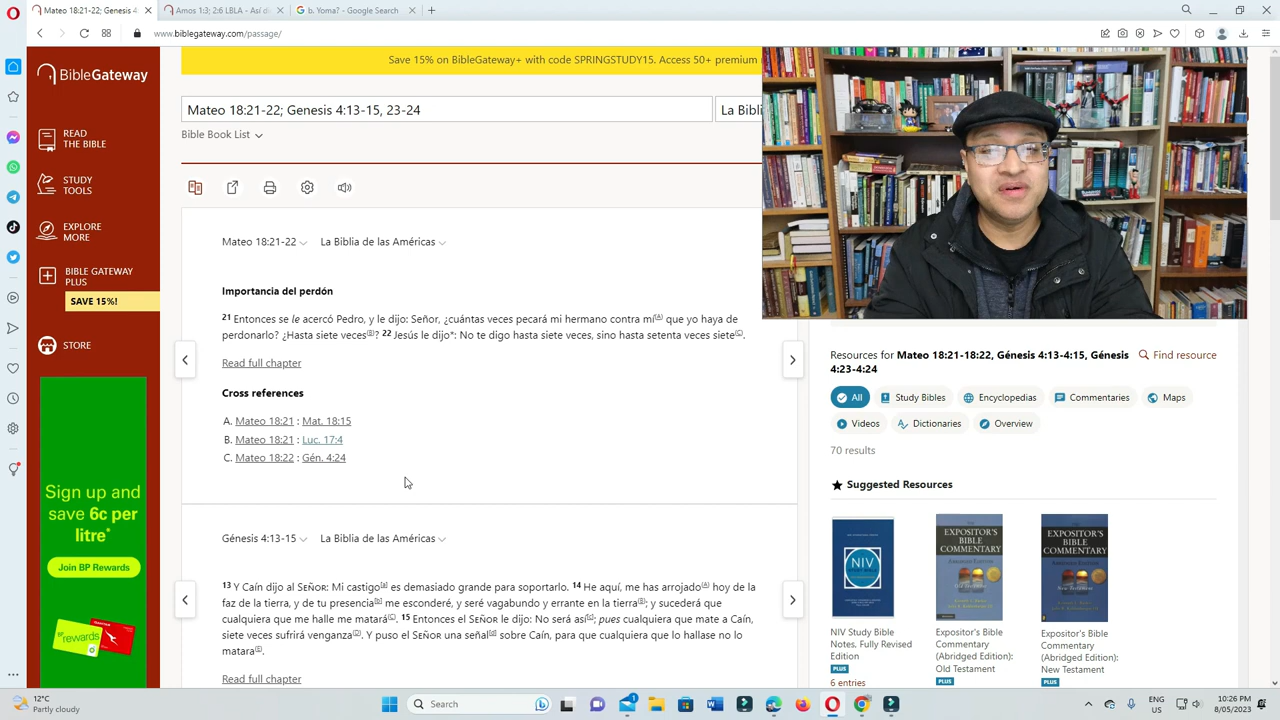 Mateo 18:21-22; Genesis 4
Amos 1:3; 2:6 LBLA - Así di
b. Yoma? - Google Search
www.biblegateway.com/passage/
BibleGateway
READ
THE BIBLE
STUDY
TOOLS
EXPLORE
MORE
BIBLE GATEWAY
PLUS
SAVE 15%!
STORE
Sign up and
save 6c per
litre*
Join BP Rewards
rewards
Save 15% on BibleGateway+ with code SPRINGSTUDY15. Access 50+ premium
Mateo 18:21-22; Genesis 4:13-15, 23-24
La Bibli
Bible Book List
Mateo 18:21-22 La Biblia de las Américas
Importancia del perdón
21 Entonces se le acercó Pedro, y le dijo: Señor, ¿cuántas veces pecará mi hermano contra mí[A] que yo haya de
perdonarlo? ¿Hasta siete veces[B]? 22 Jesús le dijo*: No te digo hasta siete veces, sino hasta setenta veces siete[C].
Read full chapter
Cross references
A. Mateo 18:21 : Mat. 18:15
B. Mateo 18:21 : Luc. 17:4
C. Mateo 18:22 : Gén. 4:24
Génesis 4:13-15 La Biblia de las Américas
13 Y Caín dijo al SEÑOR: Mi castigo es demasiado grande para soportarlo. 14 He aquí, me has arrojado[A] hoy de la
faz de la tierra, y de tu presencia me esconderé, y seré vagabundo y errante en la tierra[B]; y sucederá que
cualquiera que me halle me matará[C]. 15 Entonces el SEÑOR le dijo: No será así; pues cualquiera que mate a Caín,
siete veces sufrirá venganza[D]. Y puso el SEÑOR una señal sobre Caín, para que cualquiera que lo hallase no lo
matara[E].
Read full chapter
Resources for Mateo 18:21-18:22, Génesis 4:13-4:15, Génesis
4:23-4:24
Find resource
All Study Bibles Encyclopedias Commentaries Maps
Videos Dictionaries Overview
70 results
Suggested Resources
NIV
THE
EXPOSITOR'S
BIBLE
COMMENTARY
THE
EXPOSITOR'S
BIBLE
COMMENTARY
NIV Study Bible
Notes, Fully Revised
Edition
PLUS
6 entries
Expositor's Bible
Commentary
(Abridged Edition):
Old Testament
PLUS
Expositor's Bible
Commentary
(Abridged Edition):
New Testament
PLUS
12°C
Partly cloudy
Search
ENG
US
10:26 PM
8/05/2023